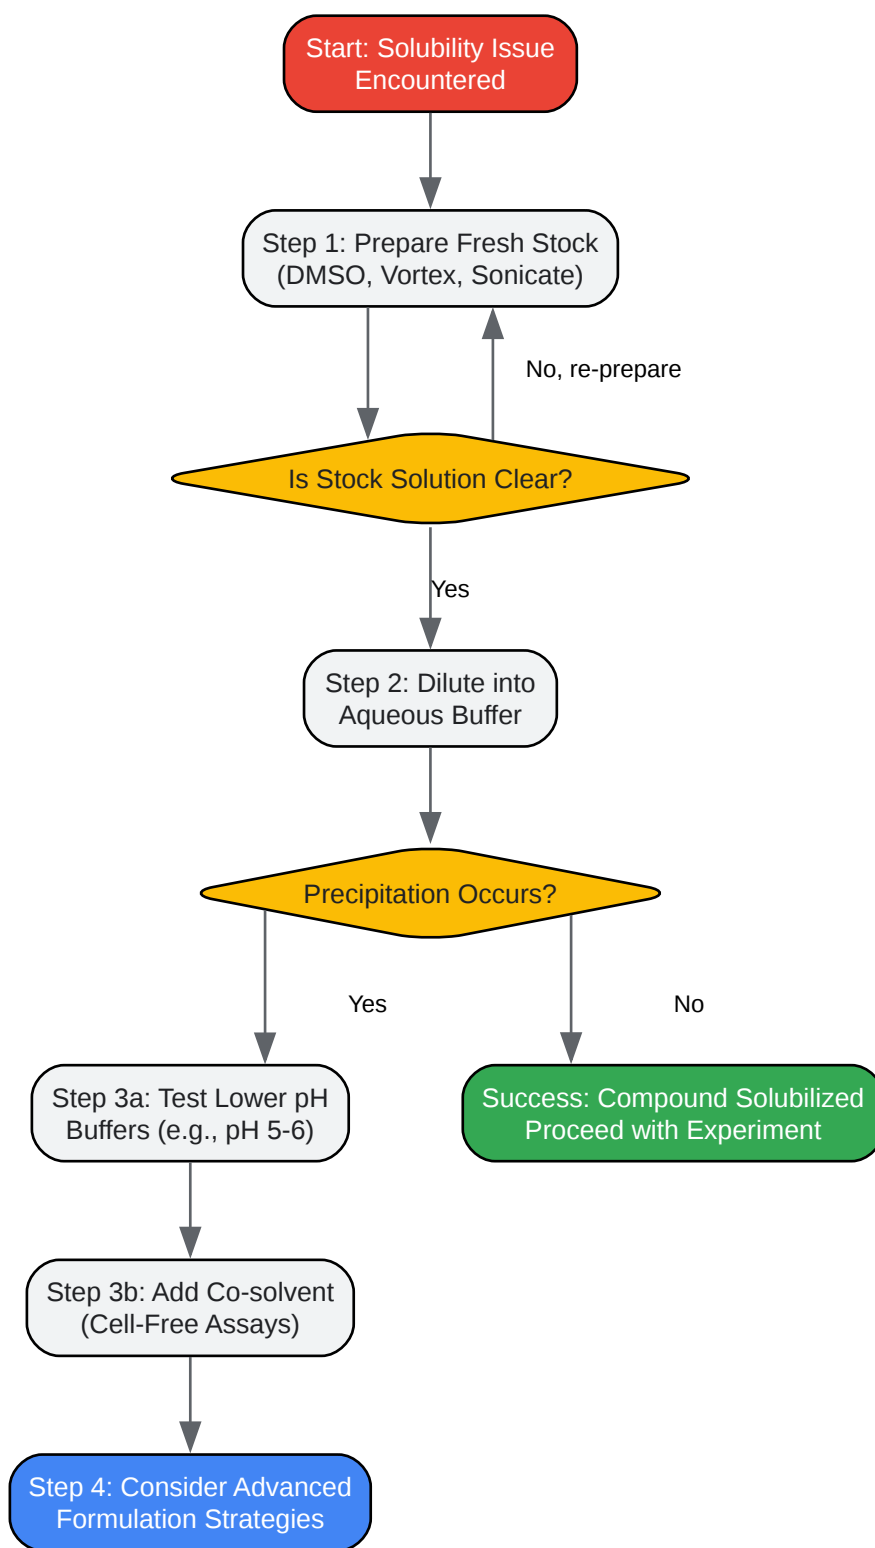 Start: Solubility Issue
Encountered
Step 1: Prepare Fresh Stock
(DMSO, Vortex, Sonicate)
No, re-prepare
Is Stock Solution Clear?
Yes
Step 2: Dilute into
Aqueous Buffer
Precipitation Occurs?
Yes
No
Step 3a: Test Lower pH
Buffers (e.g., pH 5-6)
Success: Compound Solubilized
Proceed with Experiment
Step 3b: Add Co-solvent
(Cell-Free Assays)
Step 4: Consider Advanced
Formulation Strategies